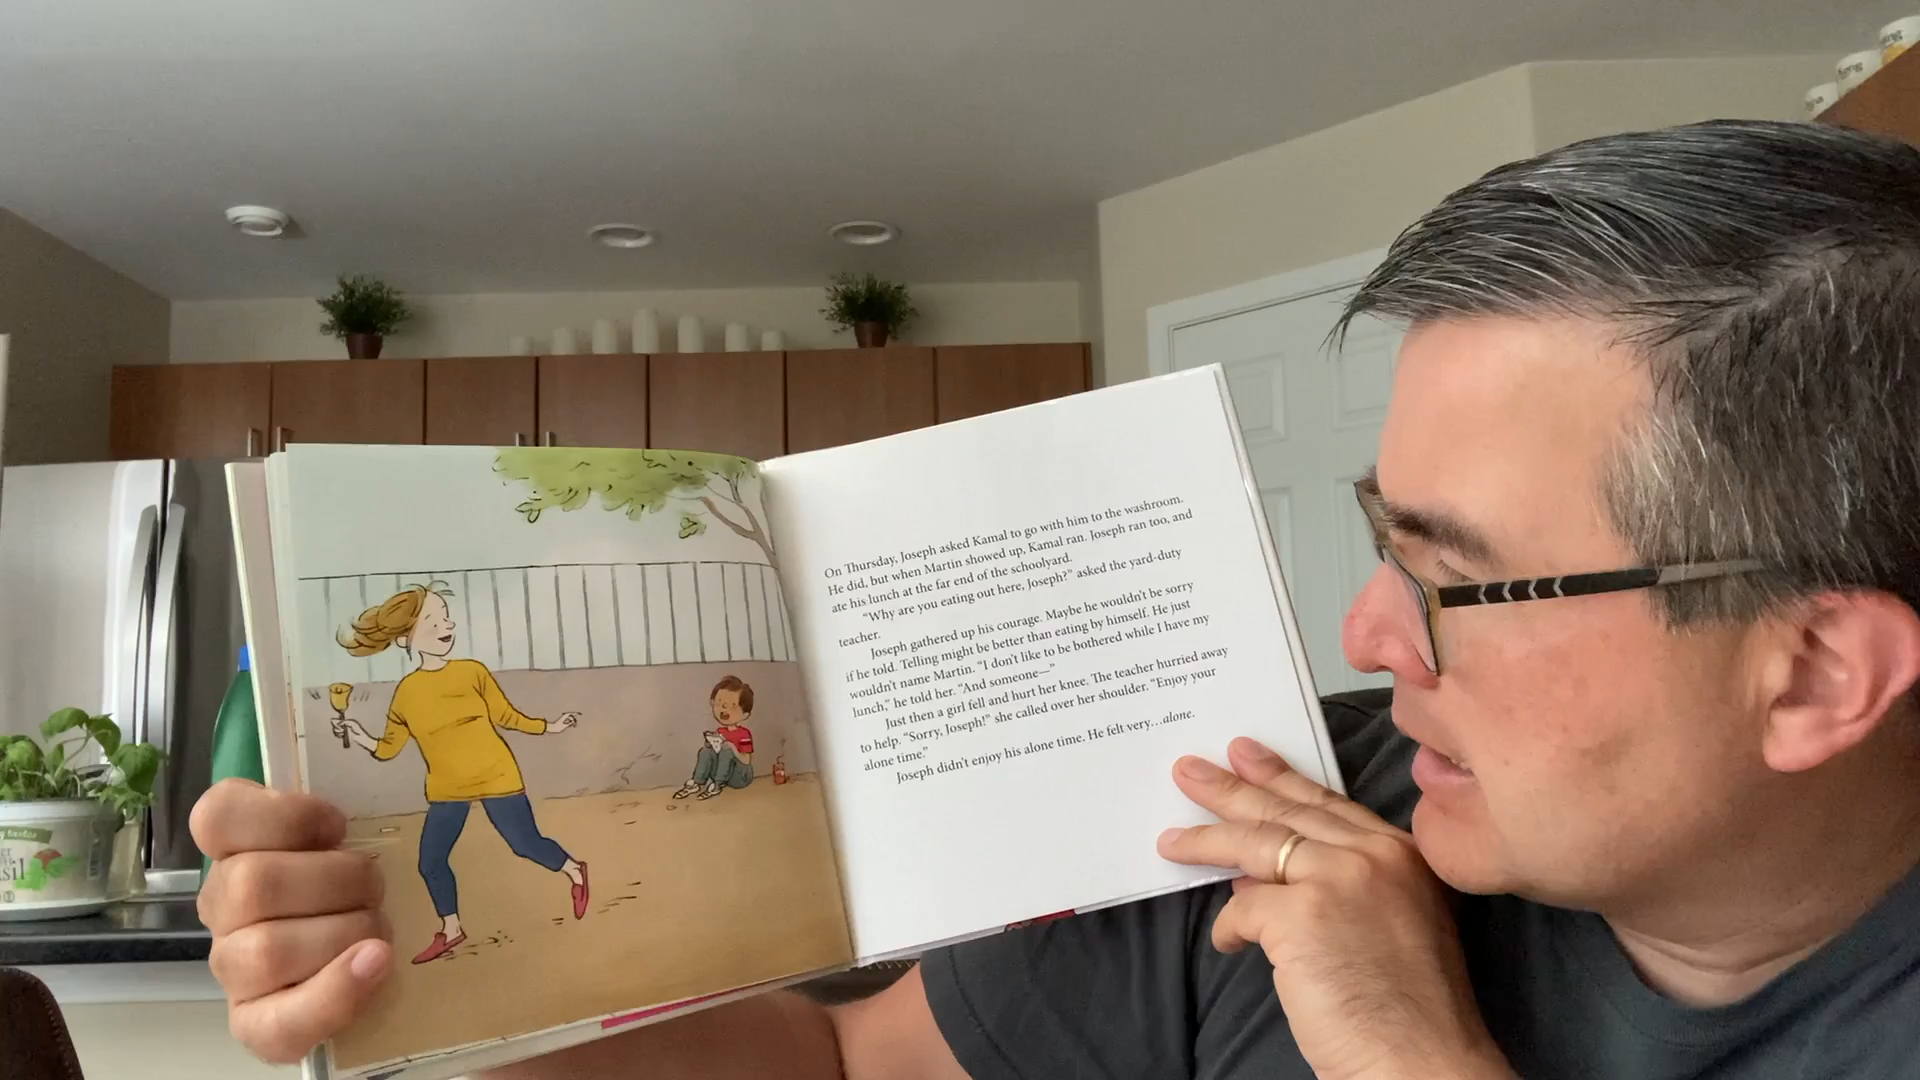 On Thursday, Joseph asked Kamal to go with him to the washroom.
He did, but when Martin showed up, Kamal ran. Joseph ran too, and
ate his lunch at the far end of the schoolyard.
“Why are you eating out here, Joseph?” asked the yard-duty
teacher.
Joseph gathered up his courage. Maybe he wouldn’t be sorry
if he told. Telling might be better than eating by himself. He just
wouldn’t name Martin. “I don’t like to be bothered while I have my
lunch,” he told her. “And someone—”
Just then a girl fell and hurt her knee. The teacher hurried away
to help. “Sorry, Joseph!” she called over her shoulder. “Enjoy your
alone time.”
Joseph didn’t enjoy his alone time. He felt very…alone.